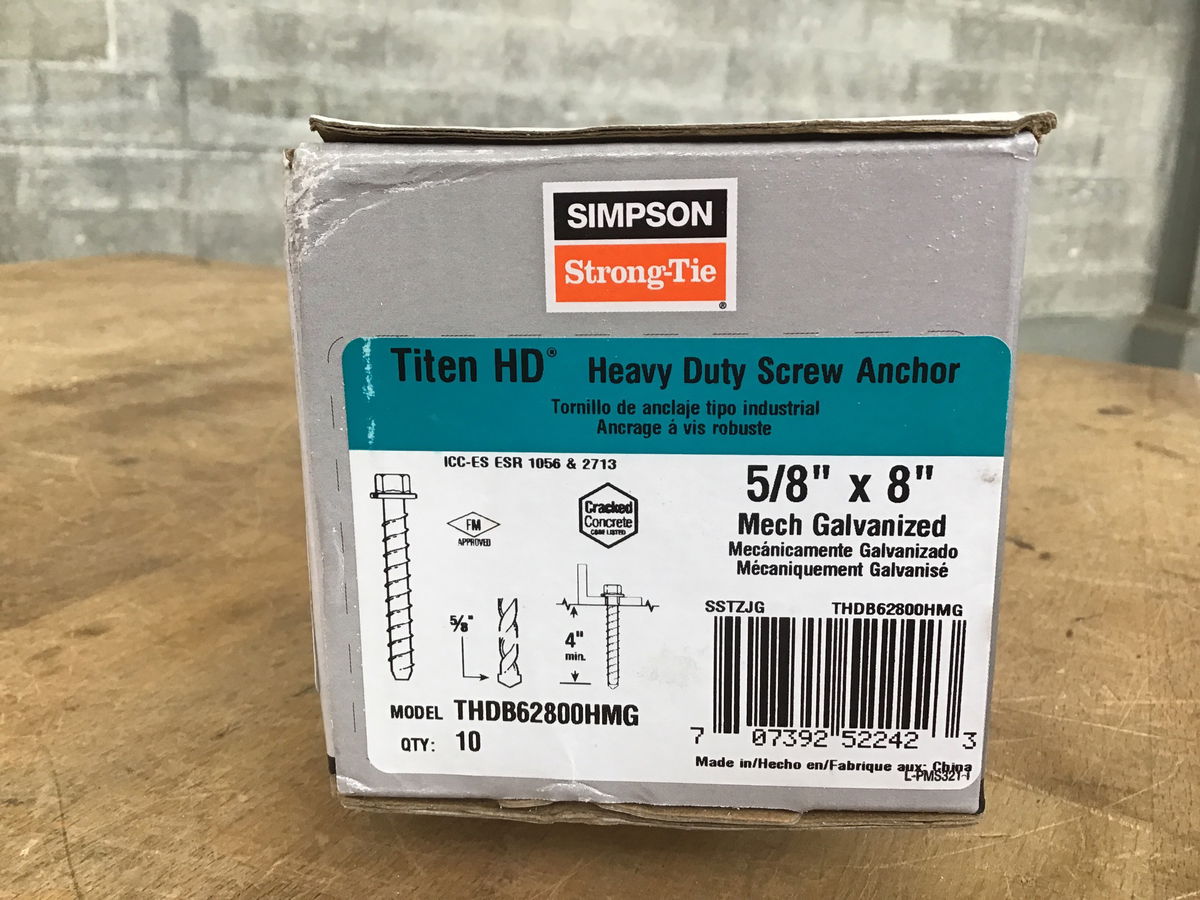 SIMPSON
Strong-Tie
®
Titen HD® Heavy Duty Screw Anchor
Tornillo de anclaje tipo industrial
Ancrage á vis robuste
ICC-ES ESR 1056 & 2713
5/8" x 8"
Mech Galvanized
Mecánicamente Galvanizado
Mécaniquement Galvanisé
FM
APPROVED
Cracked
Concrete
5/8"
4"
min.
SSTZJG THDB62800HMG
7 07392 52242 3
MODEL THDB62800HMG
QTY: 10
Made in/Hecho en/Fabrique aux: China
L-PMS321-1